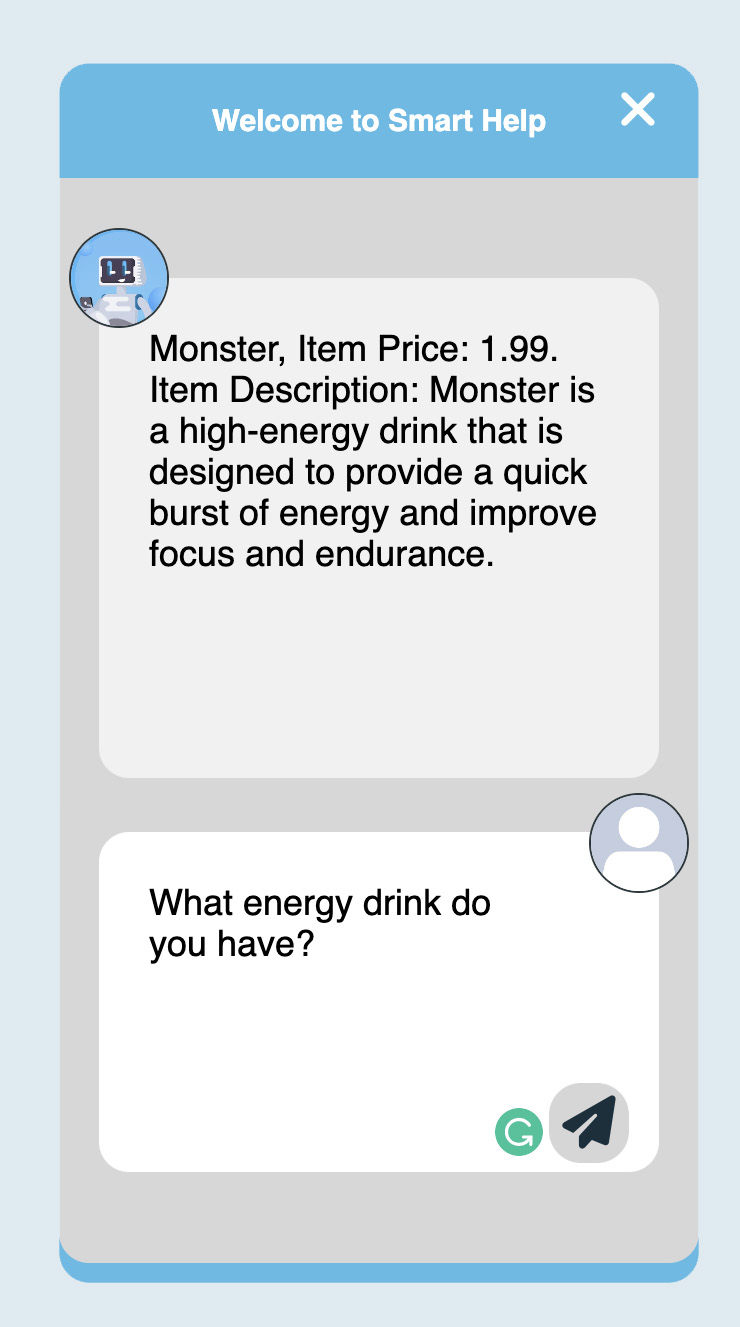 Welcome to Smart Help
Monster, Item Price: 1.99.
Item Description: Monster is
a high-energy drink that is
designed to provide a quick
burst of energy and improve
focus and endurance.
What energy drink do
you have?